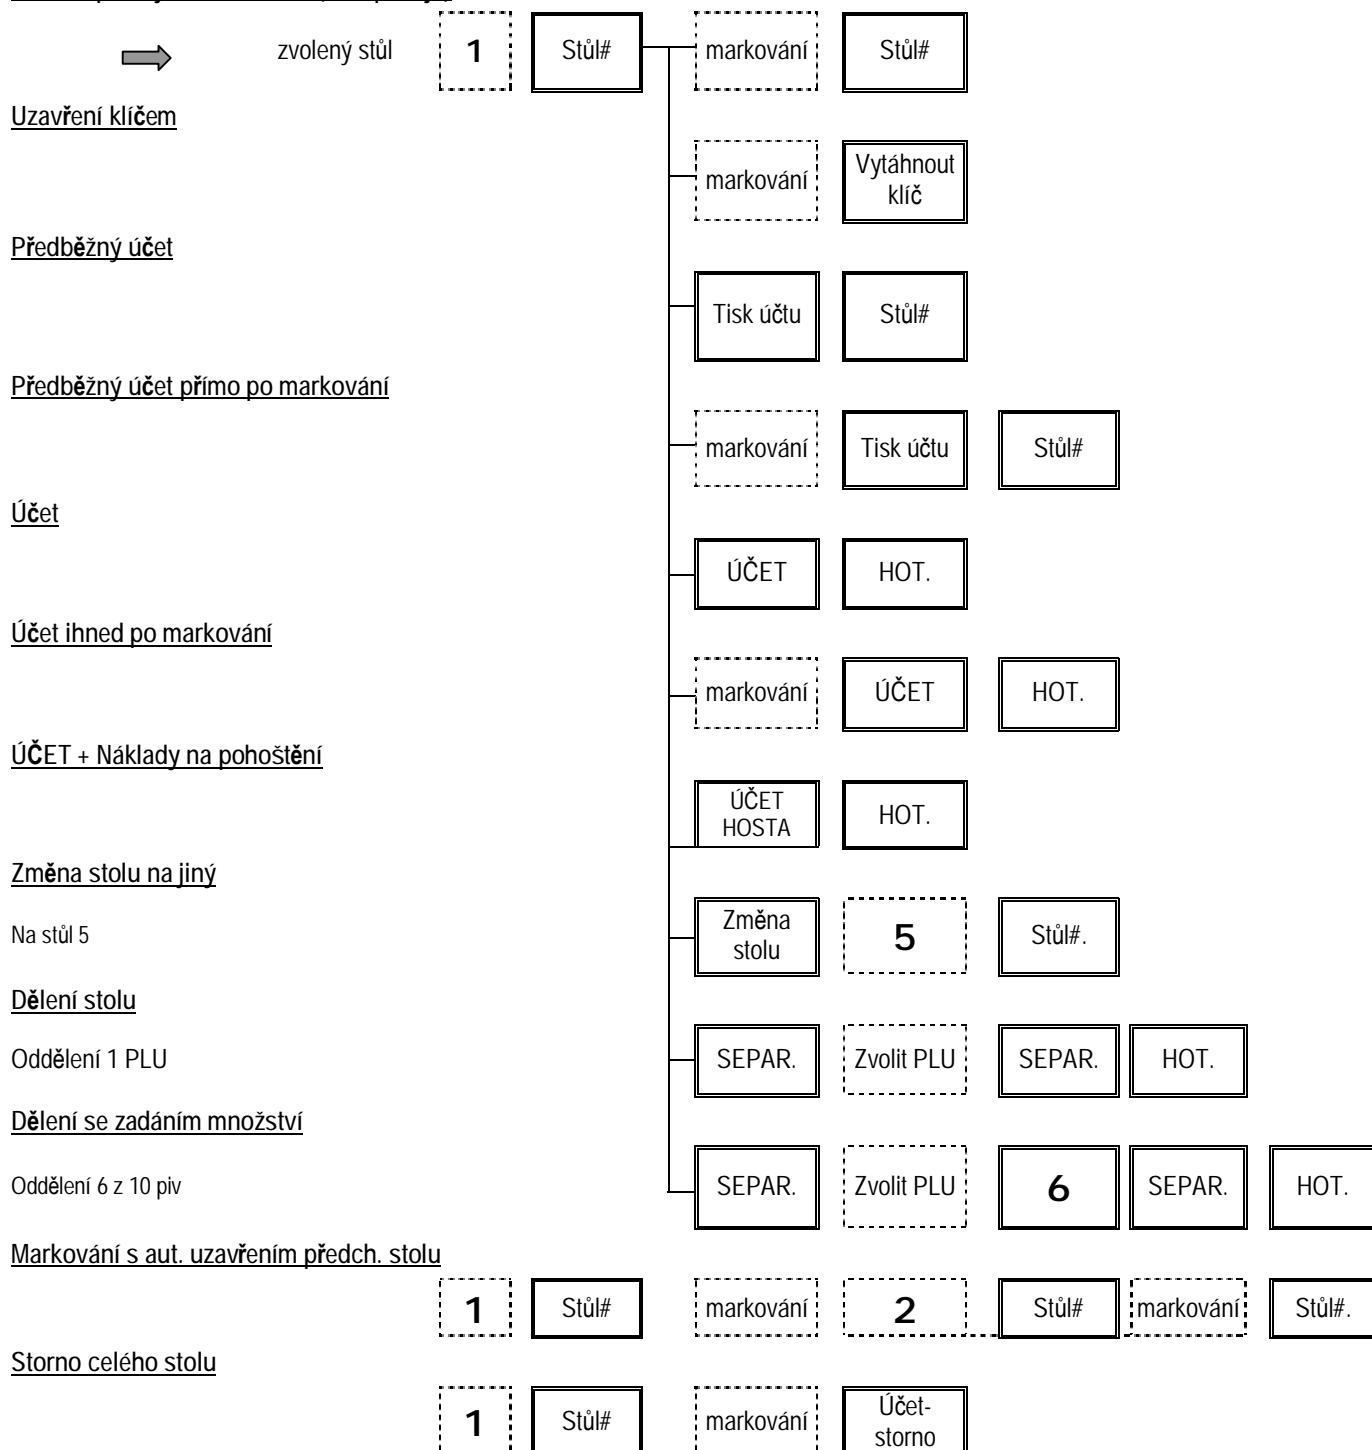 zvolený stůl 1 Stůl# markování Stůl#
Uzavření klíčem
markování Vytáhnout klíč
Předběžný účet
Tisk účtu Stůl#
Předběžný účet přímo po markování
markování Tisk účtu Stůl#
Účet
ÚČET HOT.
Účet ihned po markování
markování ÚČET HOT.
ÚČET + Náklady na pohoštění
ÚČET HOSTA HOT.
Změna stolu na jiný
Na stůl 5 Změna stolu 5 Stůl#.
Dělení stolu
Oddělení 1 PLU SEPAR. Zvolit PLU SEPAR. HOT.
Dělení se zadáním množství
Oddělení 6 z 10 piv SEPAR. Zvolit PLU 6 SEPAR. HOT.
Markování s aut. uzavřením předch. stolu
1 Stůl# markování 2 Stůl# markování Stůl#.
Storno celého stolu
1 Stůl# markování Účet-storno